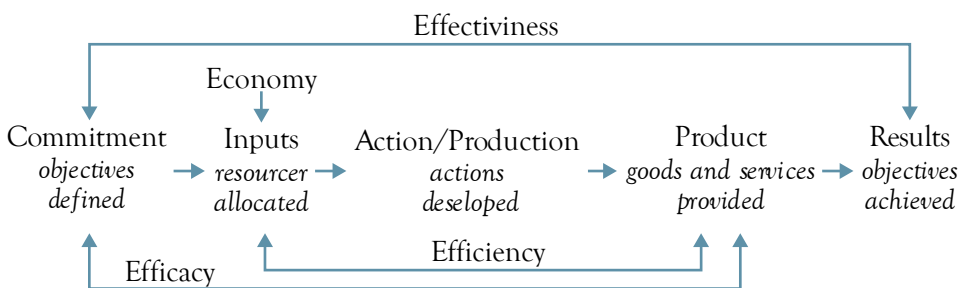 Effectiviness
Economy
Commitment
objectives
defined
Inputs
resourcer
allocated
Action/Production
actions
deseloped
Product
goods and services
provided
Results
objectives
achieved
Efficiency
Efficacy